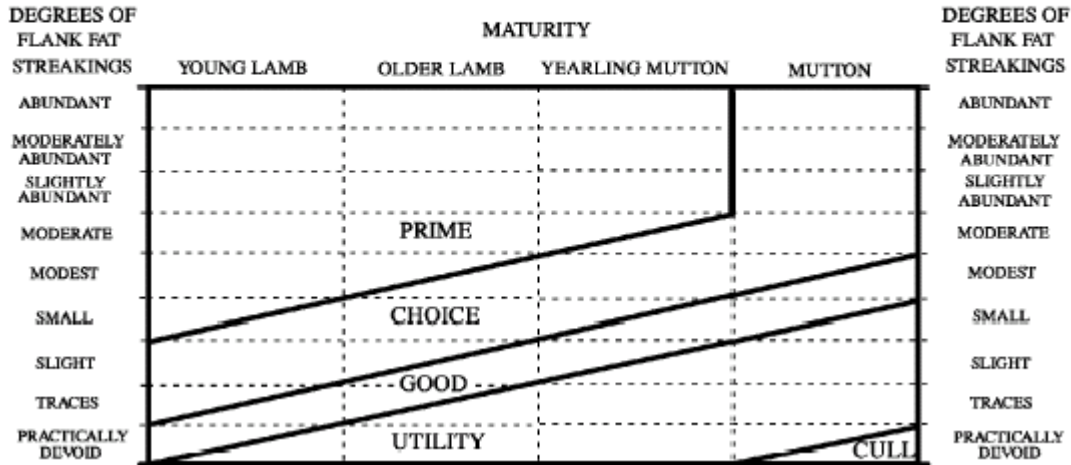 DEGREES OF
FLANK FAT
STREAKINGS
MATURITY
DEGREES OF
FLANK FAT
STREAKINGS
YOUNG LAMB
OLDER LAMB
YEARLING MUTTON
MUTTON
ABUNDANT
MODERATELY
ABUNDANT
SLIGHTLY
ABUNDANT
MODERATE
MODEST
SMALL
SLIGHT
TRACES
PRACTICALLY
DEVOID
PRIME
CHOICE
GOOD
UTILITY
CULL
ABUNDANT
MODERATELY
ABUNDANT
SLIGHTLY
ABUNDANT
MODERATE
MODEST
SMALL
SLIGHT
TRACES
PRACTICALLY
DEVOID